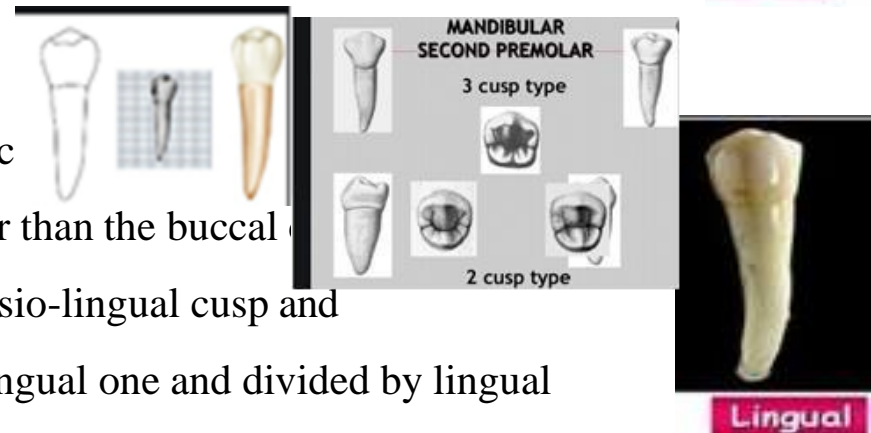 MANDIBULAR
SECOND PREMOLAR
3 cusp type
2 cusp type
c
r than the buccal
sio-lingual cusp and
ngual one and divided by lingual
Lingual